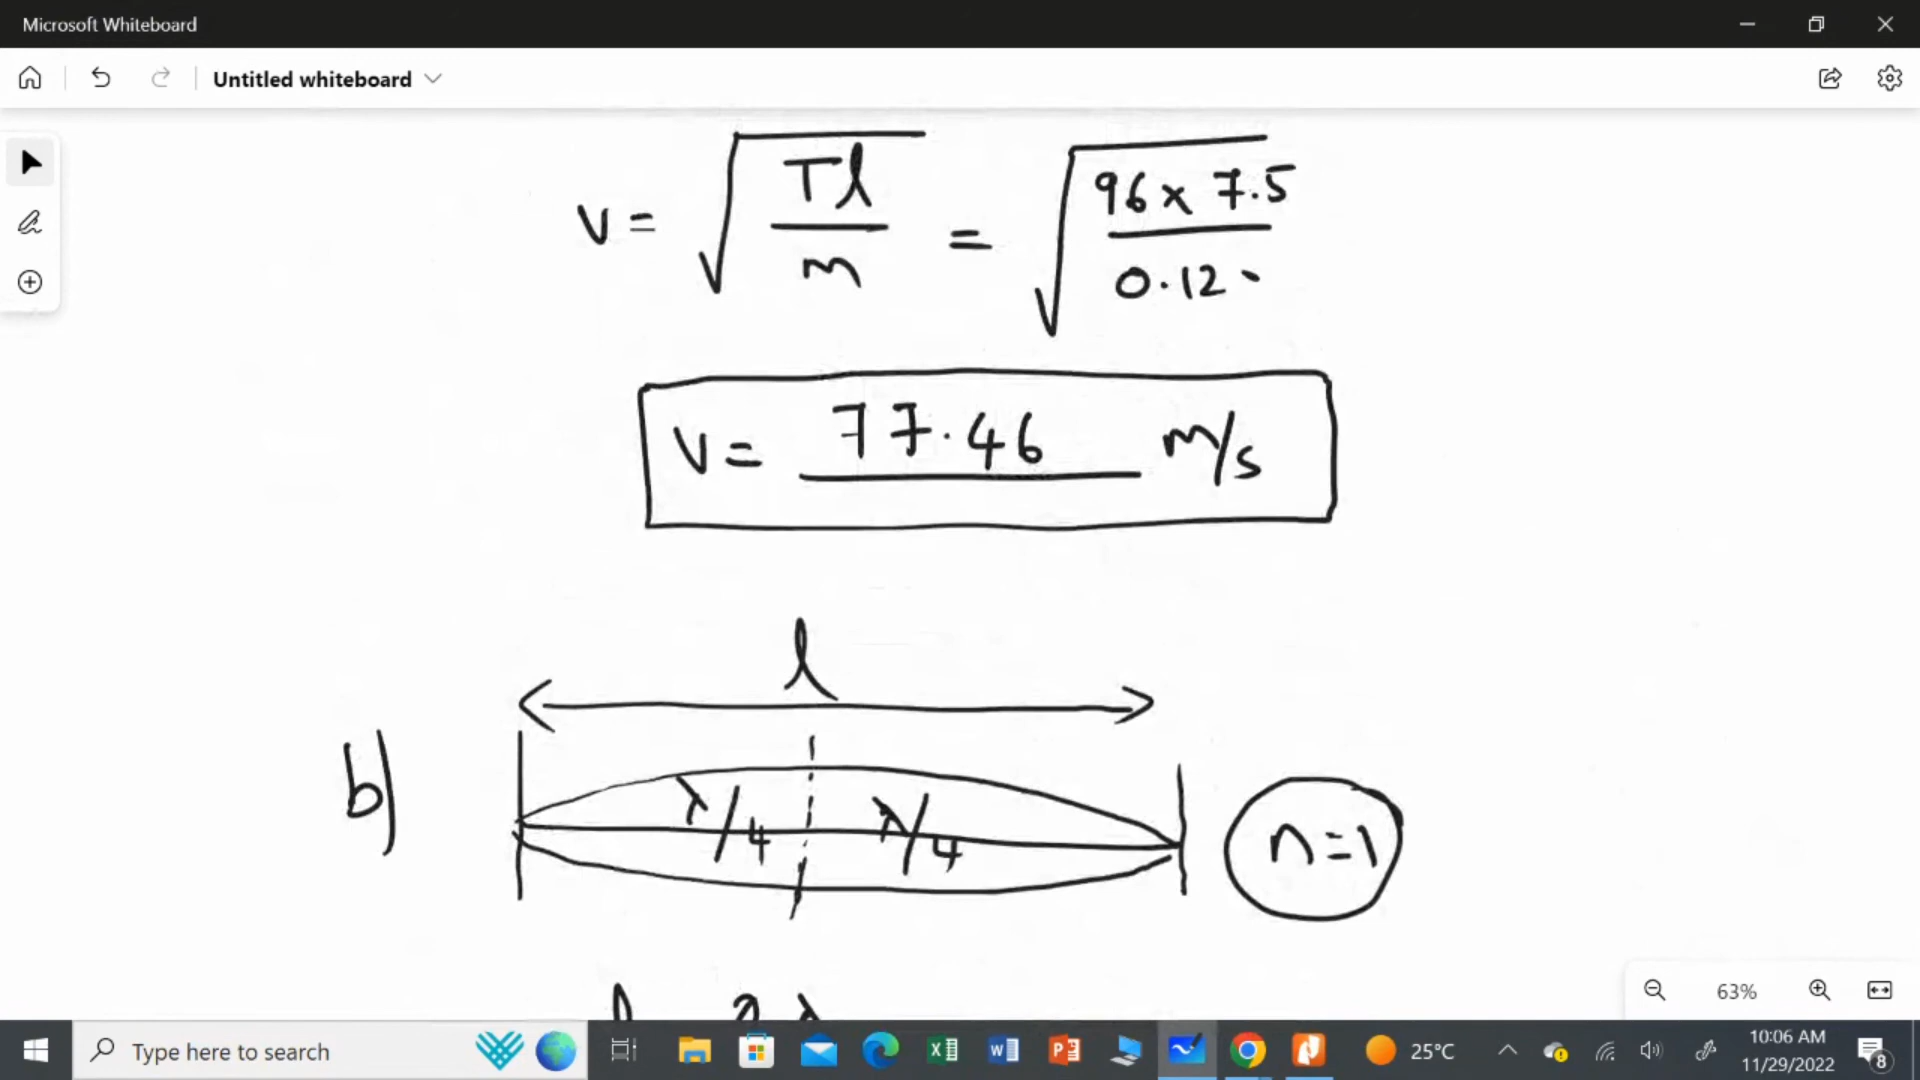 Microsoft Whiteboard
Untitled whiteboard
v = √(Tl/m) = √(96 x 7.5/0.12)
v = 77.46 m/s
l
b)
λ/4 λ/4
n=1
63%
Type here to search
25°C
10:06 AM
11/29/2022
8